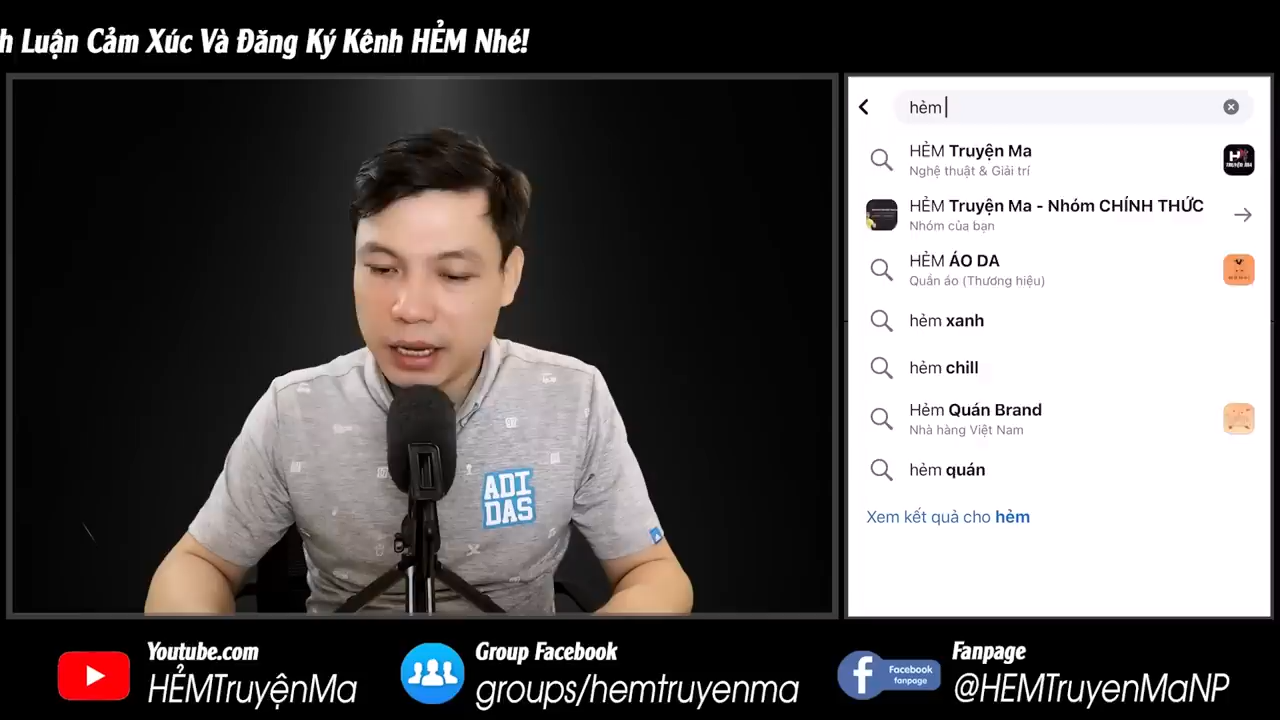 h Luận Cảm Xúc Và Đăng Ký Kênh HẺM Nhé!
hẻm
HẺM Truyện Ma
Nghệ thuật & Giải trí
HẺM Truyện Ma - Nhóm CHÍNH THỨC
Nhóm của bạn
HẺM ÁO DA
Quần áo (Thương hiệu)
hẻm xanh
hẻm chill
Hẻm Quán Brand
Nhà hàng Việt Nam
hẻm quán
Xem kết quả cho hẻm
ADI
DAS
Youtube.com
HẺMTruyệnMa
Group Facebook
groups/hemtruyenma
Facebook
fanpage
Fanpage
@HEMTruyenMaNP